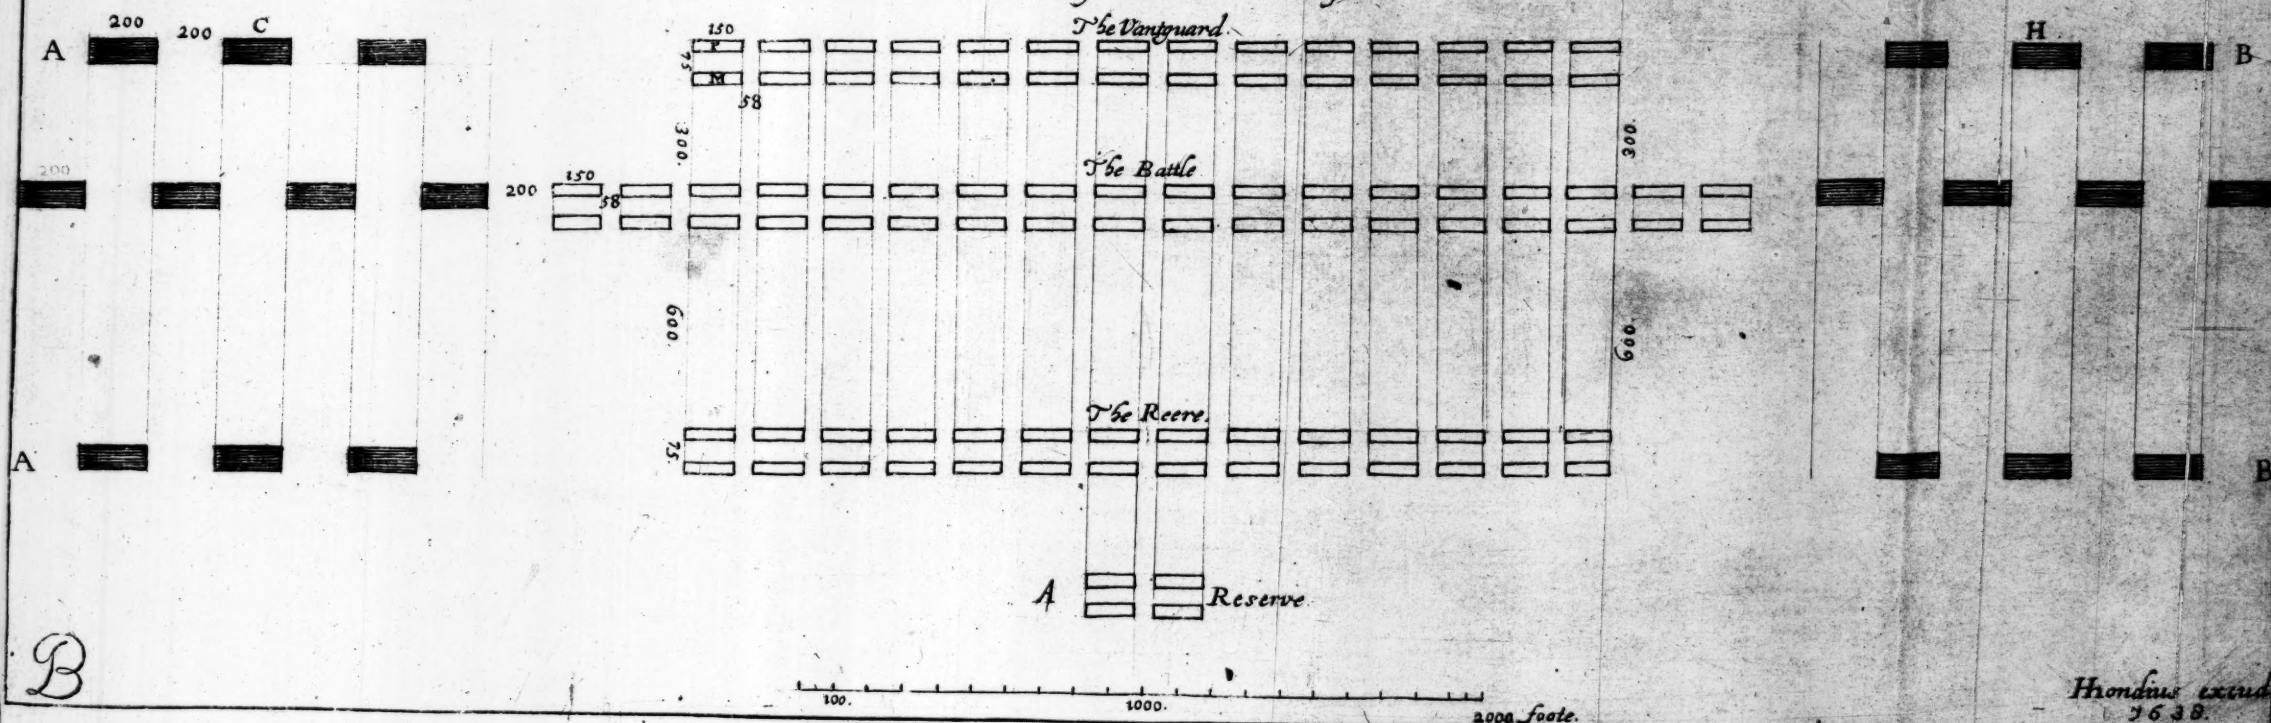 200
C
A
200
150
The Vantguard.
H
B
P
75
M
58
300.
300.
200
150
58
200
The Battle
600.
600.
The Reere.
75.
A
B
A
Reserve
B
100.
1000.
2000 foote.
Hondius excud
1638